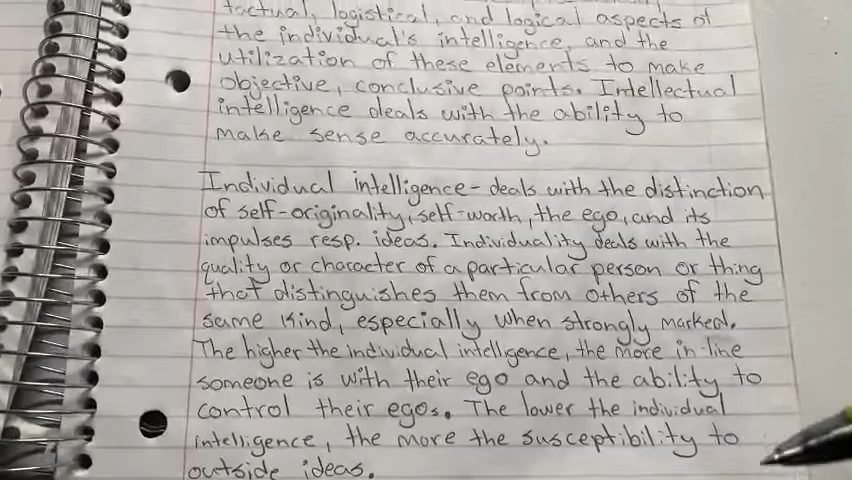 factual, logistical, and logical aspects of
the individual's intelligence, and the
utilization of these elements to make
objective, conclusive points. Intellectual
intelligence deals with the ability to
make sense accurately.
Individual intelligence - deals with the distinction
of self-originality, self-worth, the ego, and its
impulses resp. ideas. Individuality deals with the
quality or character of a particular person or thing
that distinguishes them from others of the
same kind, especially when strongly marked.
The higher the individual intelligence, the more in-line
someone is with their ego and the ability to
control their egos. The lower the individual
intelligence, the more the susceptibility to
outside ideas.